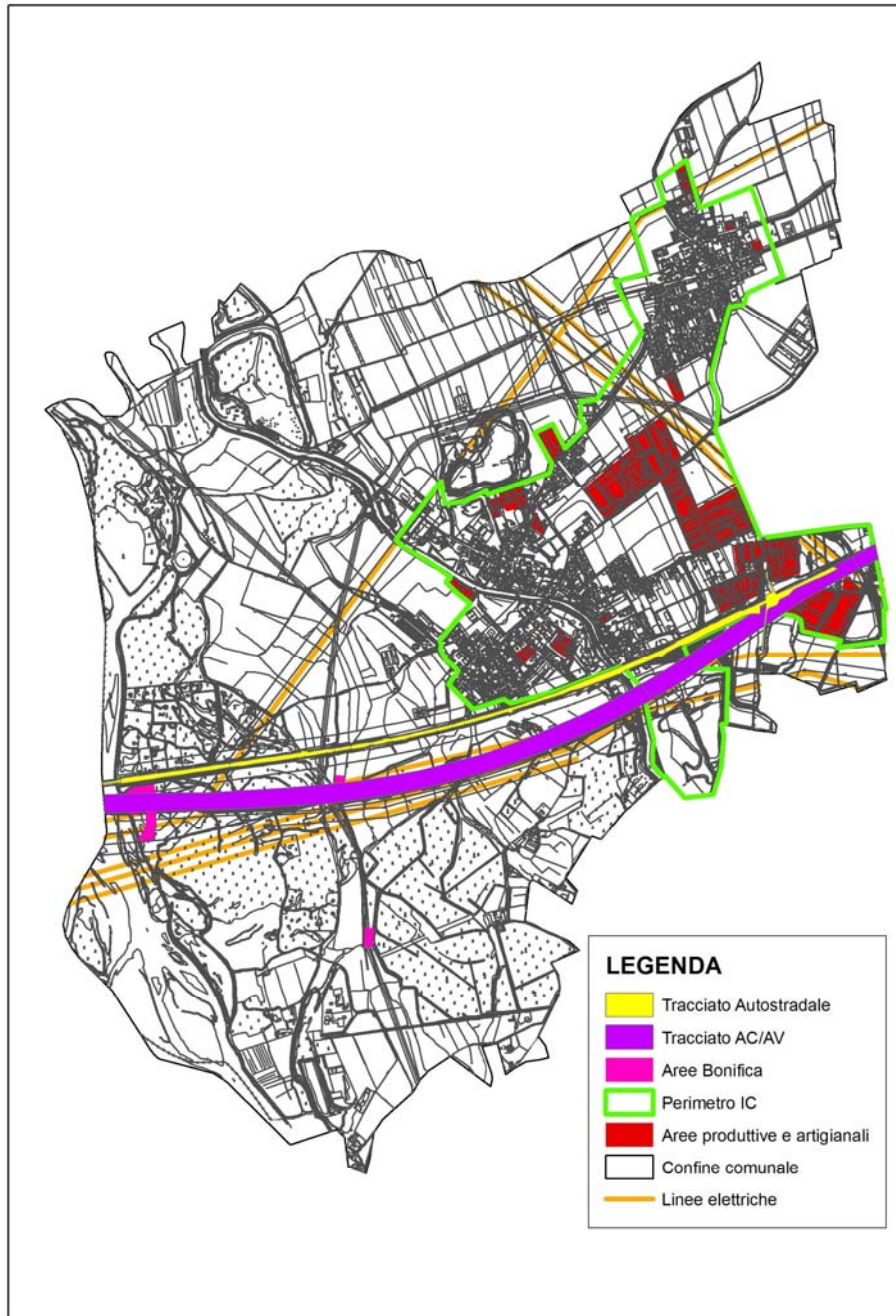 LEGENDA
Tracciato Autostradale
Tracciato AC/AV
Aree Bonifica
Perimetro IC
Aree produttive e artigianali
Confine comunale
Linee elettriche